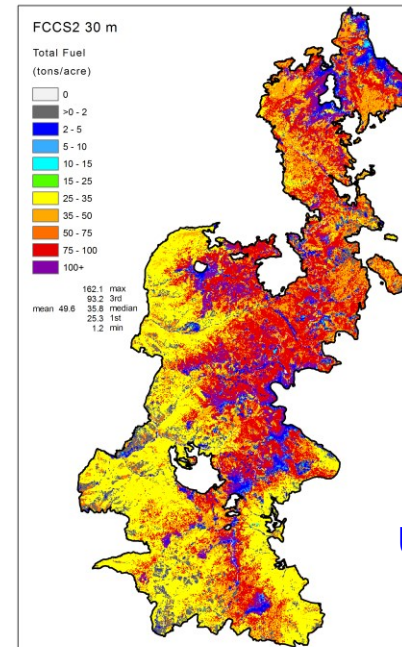 FCCS2 30 m
Total Fuel
(tons/acre)
0
>0 - 2
2 - 5
5 - 10
10 - 15
15 - 25
25 - 35
35 - 50
50 - 75
75 - 100
100+
162.1 max
93.2 3rd
mean 49.6 35.8 median
25.3 1st
1.2 min